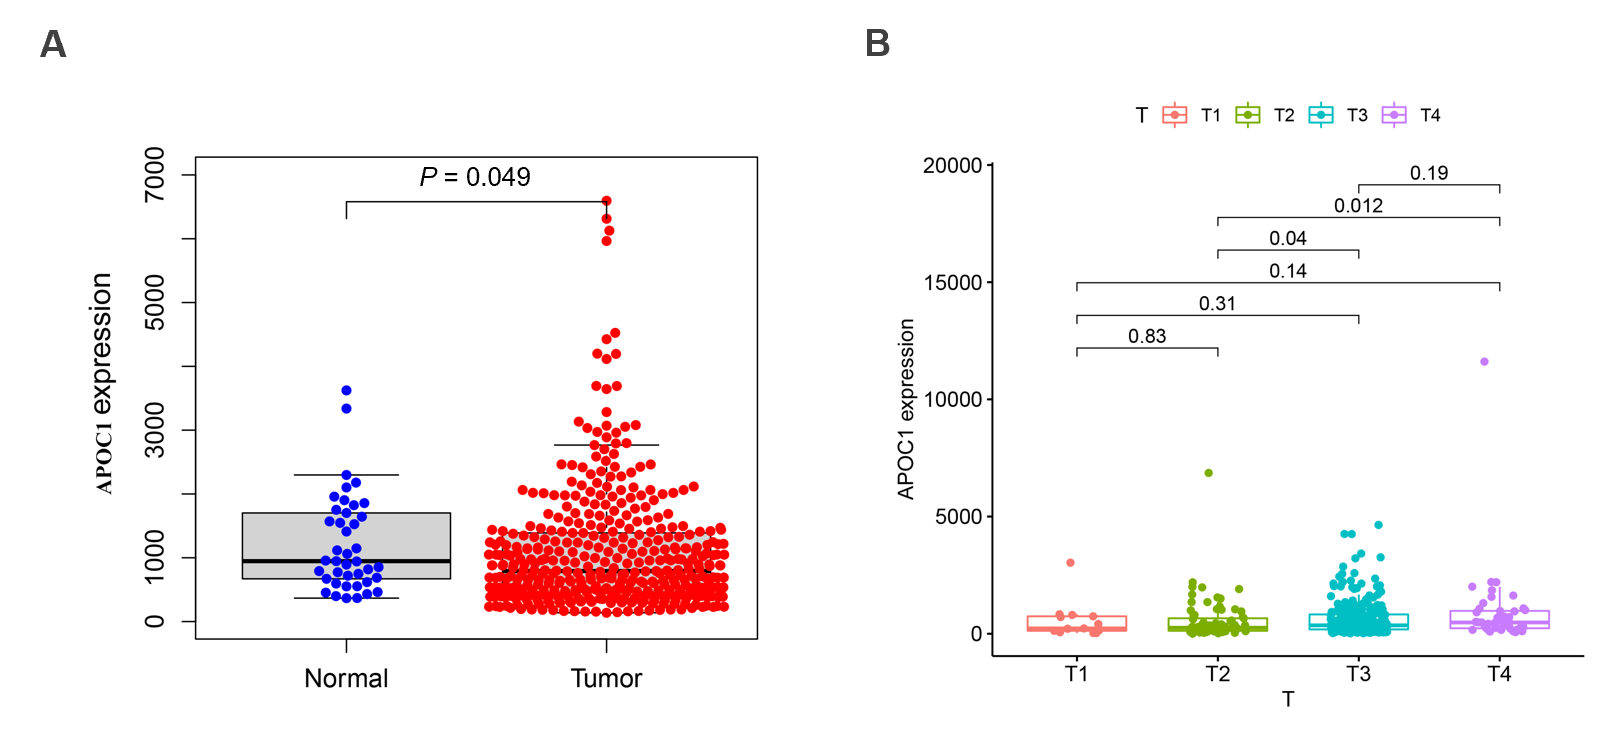 A
P = 0.049
7000
5000
3000
1000
0
APOC1 expression
Normal
Tumor
B
T T1 T2 T3 T4
20000
15000
10000
5000
0
APOC1 expression
0.19
0.012
0.04
0.14
0.31
0.83
T1
T2
T3
T4
T